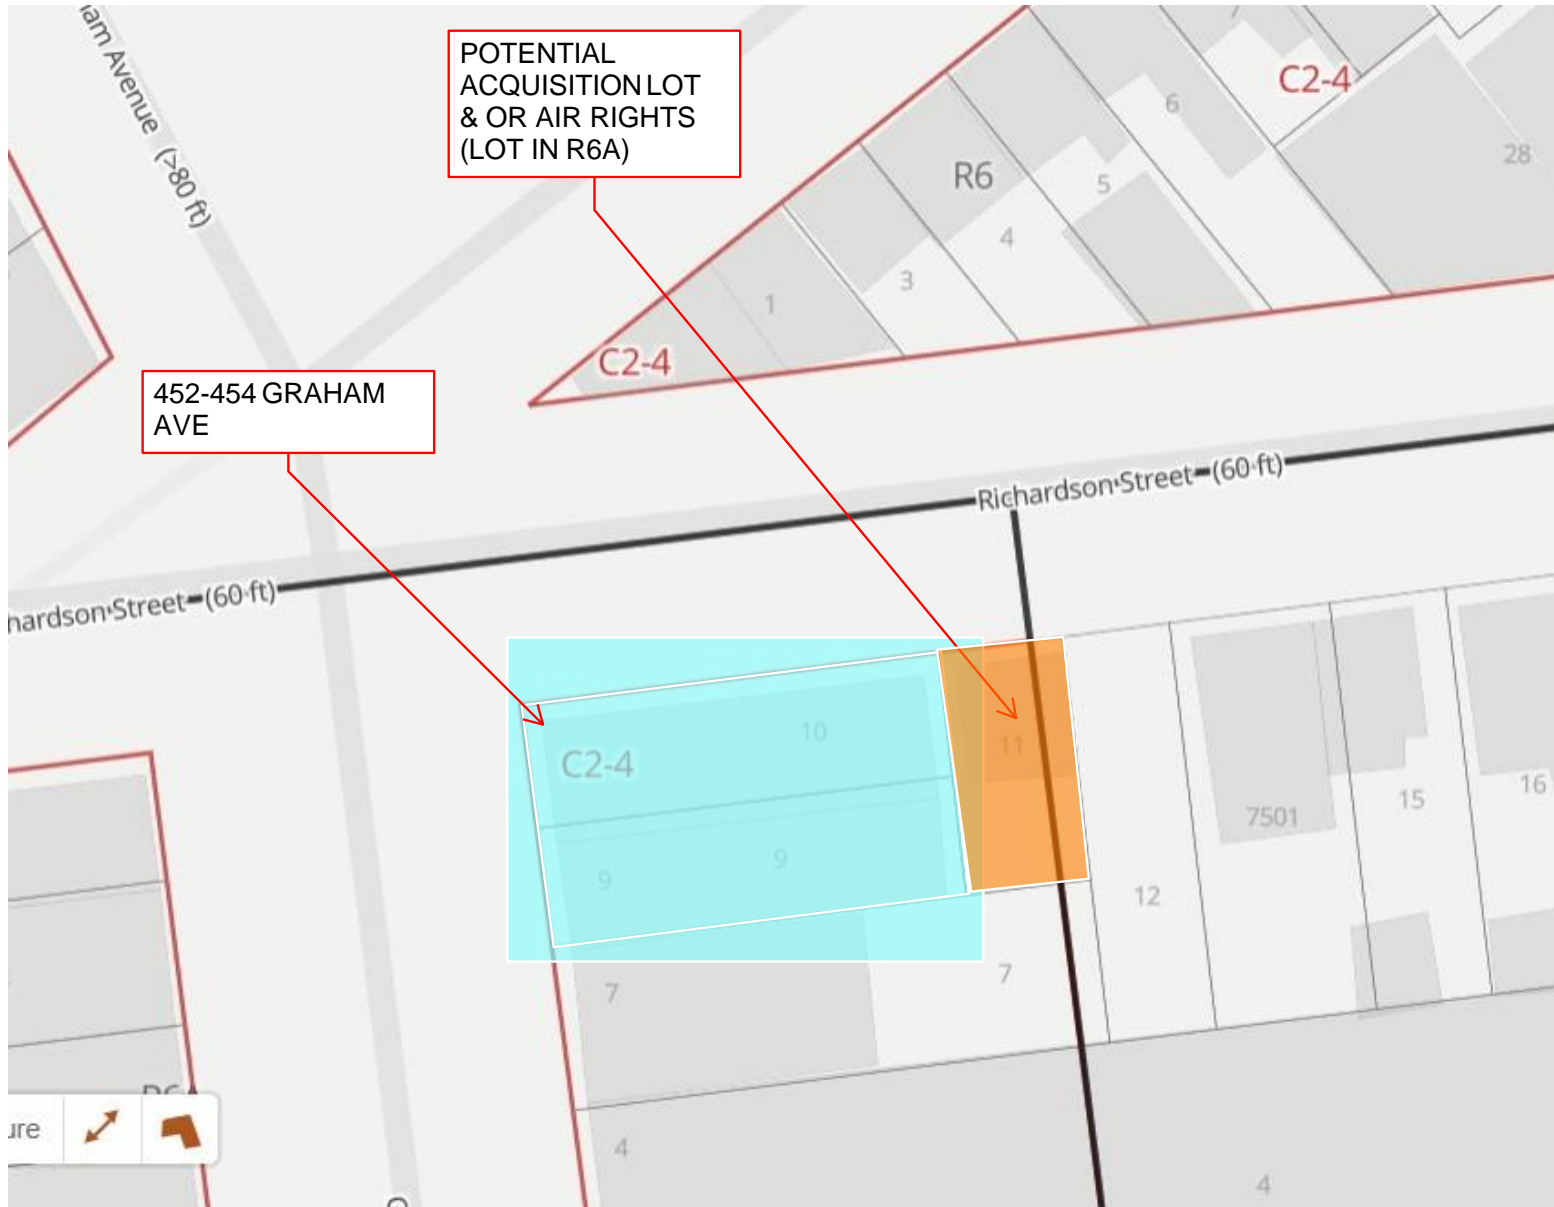 am Avenue (>80 ft)
POTENTIAL
ACQUISITION LOT
& OR AIR RIGHTS
(LOT IN R6A)
C2-4
6
28
R6
5
4
3
1
C2-4
452-454 GRAHAM
AVE
Richardson Street (60 ft)
hardson Street (60 ft)
10
11
C2-4
9
9
7501
15
16
12
7
7
ure
4
4